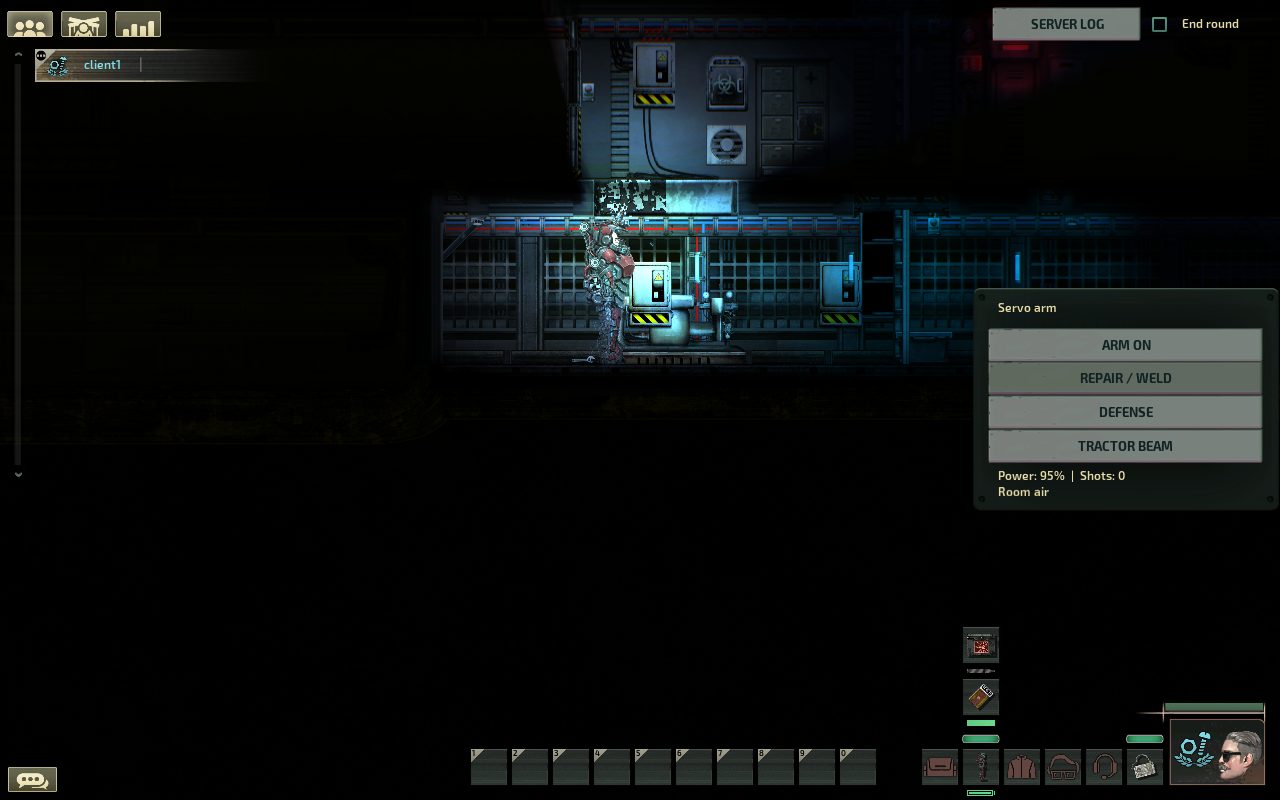 SERVER LOG
End round
client1
Servo arm
ARM ON
REPAIR / WELD
DEFENSE
TRACTOR BEAM
Power: 95% | Shots: 0
Room air
1 2 3 4 5 6 7 8 9 0